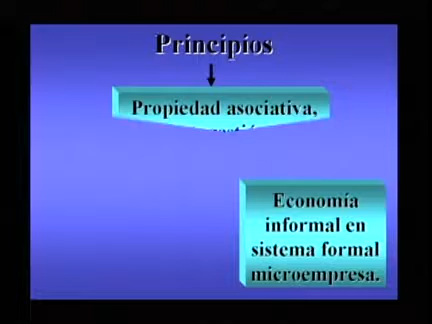 Principios
Propiedad asociativa,
Economía
informal en
sistema formal
microempresa.